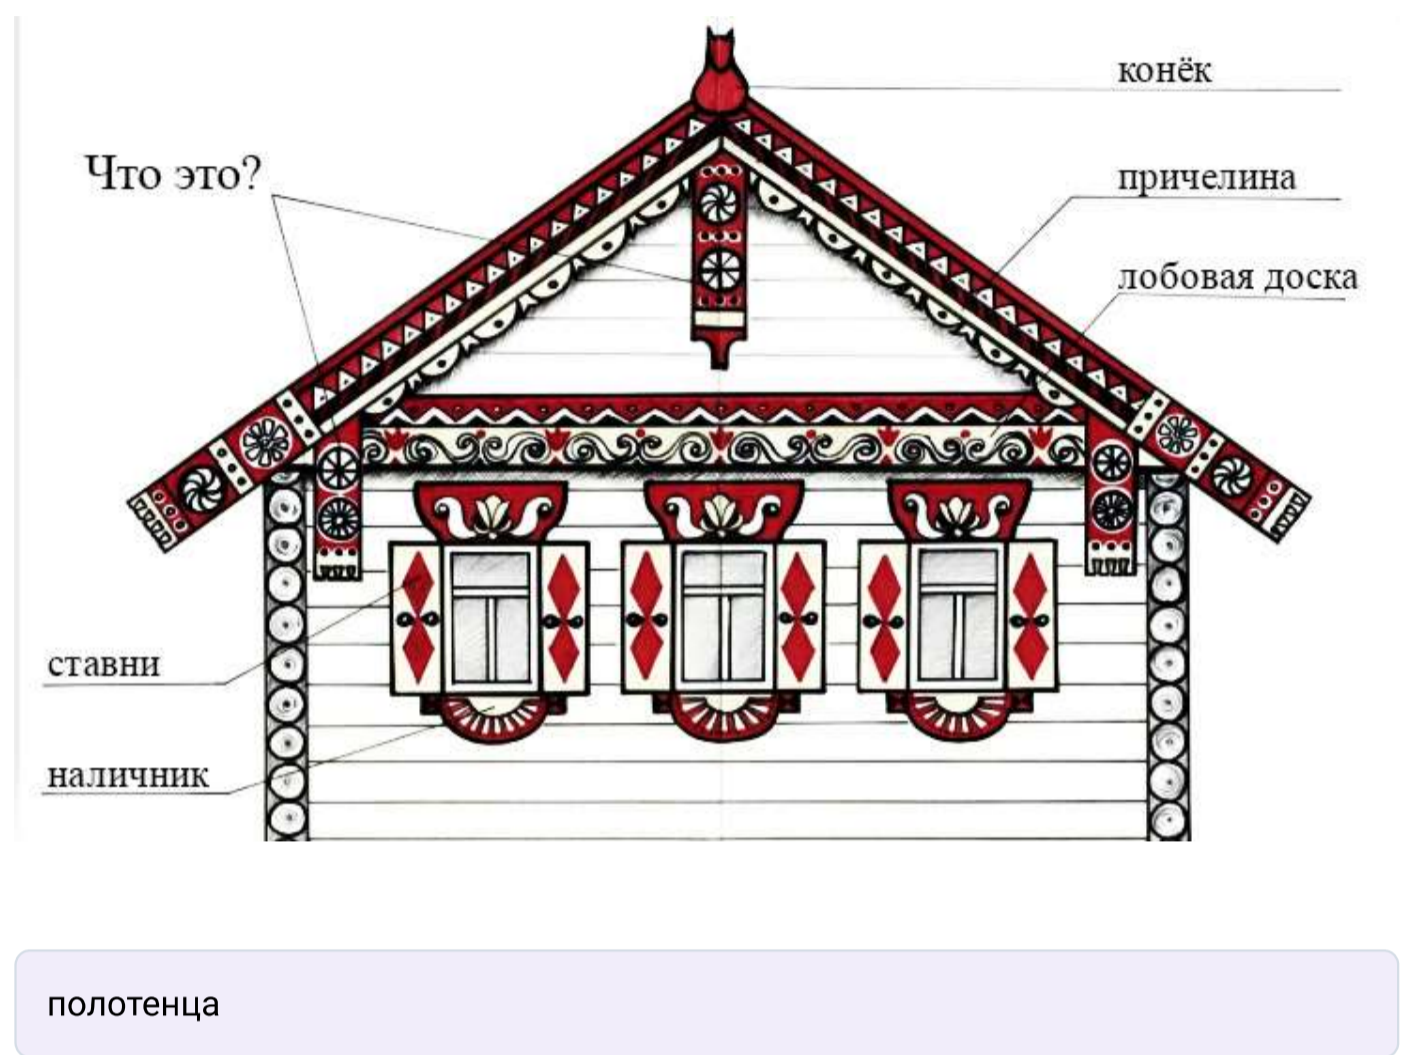 конёк
Что это?
причелина
лобовая доска
ставни
наличник
полотенца